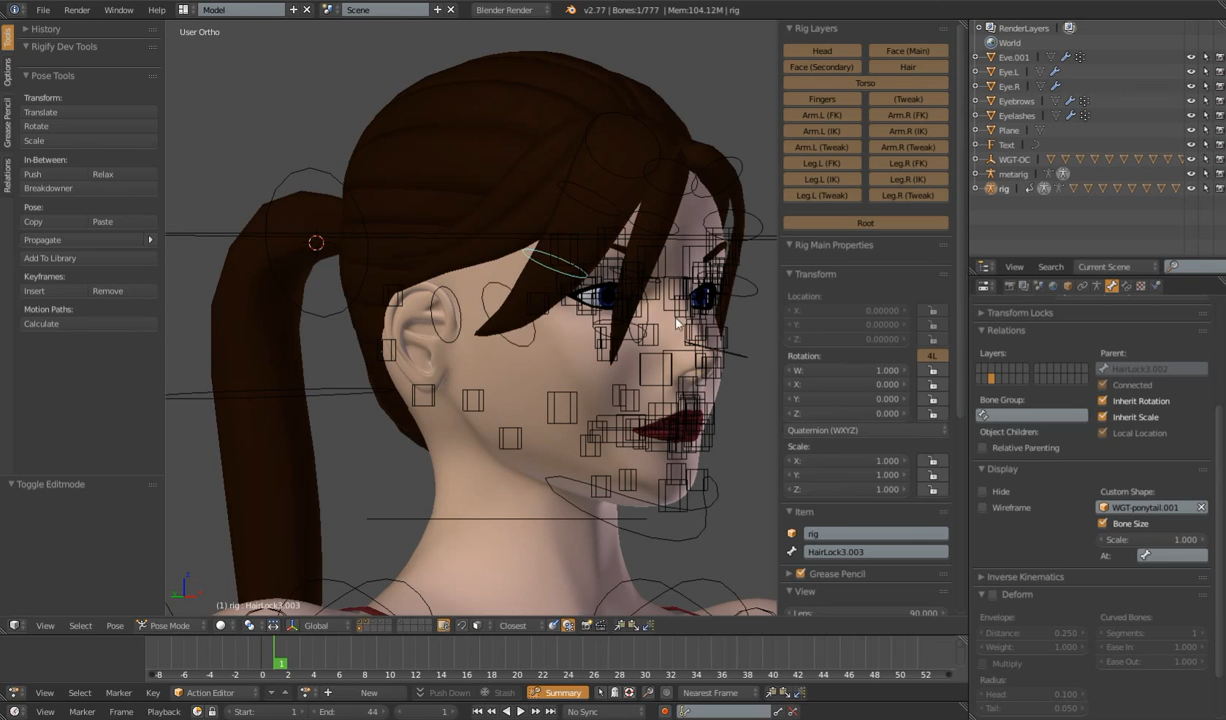 File Render Window Help Model Scene Blender Render v2.77 | Bones:1/777 | Mem:104.12M | rig
Tools
Options
Grease Pencil
Relations
History
Rigify Dev Tools
Pose Tools
Transform:
Translate
Rotate
Scale
In-Between:
Push Relax
Breakdowner
Pose:
Copy Paste
Propagate
Add To Library
Keyframes:
Insert Remove
Motion Paths:
Calculate
Toggle Editmode
User Ortho
(1) rig : HairLock3.003
Rig Layers
Head Face (Main)
Face (Secondary) Hair
Torso
Fingers (Tweak)
Arm.L (FK) Arm.R (FK)
Arm.L (IK) Arm.R (IK)
Arm.L (Tweak) Arm.R (Tweak)
Leg.L (FK) Leg.R (FK)
Leg.L (IK) Leg.R (IK)
Leg.L (Tweak) Leg.R (Tweak)
Root
Rig Main Properties
Transform
Location:
X: 0.00000
Y: 0.00000
Z: 0.00000
Rotation: 4L
W: 1.000
X: 0.000
Y: 0.000
Z: 0.000
Quaternion (WXYZ)
Scale:
X: 1.000
Y: 1.000
Z: 1.000
Item
rig
HairLock3.003
Grease Pencil
View
Lens: 90.000
RenderLayers
World
Eve.001
Eye.L
Eye.R
Eyebrows
Eyelashes
Plane
Text
WGT-OC
metarig
rig
View Search Current Scene
Transform Locks
Relations
Layers: Parent:
HairLock3.002
Connected
Bone Group: Inherit Rotation
Inherit Scale
Object Children: Local Location
Relative Parenting
Display
Hide Custom Shape:
Wireframe WGT-ponytail.001
Bone Size
Scale: 1.000
At:
Inverse Kinematics
Deform
Envelope: Curved Bones:
Distance: 0.250 Segments: 1
Weight: 1.000 Ease In: 1.000
Multiply Ease Out: 1.000
Radius:
Head: 0.100
Tail: 0.050
View Select Pose Pose Mode Global Closest
-8 -6 -4 -2 0 2 4 6 8 10 12 14 16 18 20 22 24 26 28 30 32 34 36 38 40 42 44 46 48 50 52
1
View Select Marker Key Action Editor New Push Down Stash Summary Nearest Frame
View Marker Frame Playback Start: 1 End: 44 1 No Sync